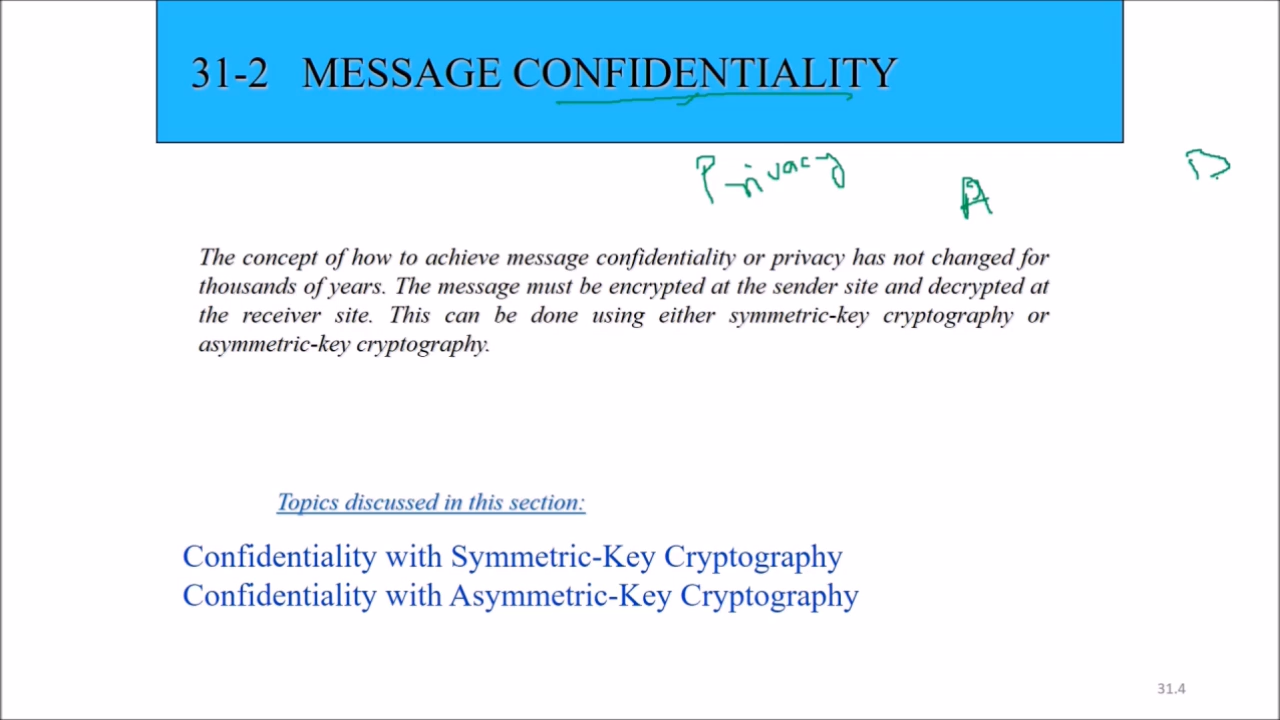 31-2 MESSAGE CONFIDENTIALITY
Privacy
A
The concept of how to achieve message confidentiality or privacy has not changed for
thousands of years. The message must be encrypted at the sender site and decrypted at
the receiver site. This can be done using either symmetric-key cryptography or
asymmetric-key cryptography.
Topics discussed in this section:
Confidentiality with Symmetric-Key Cryptography
Confidentiality with Asymmetric-Key Cryptography
31.4